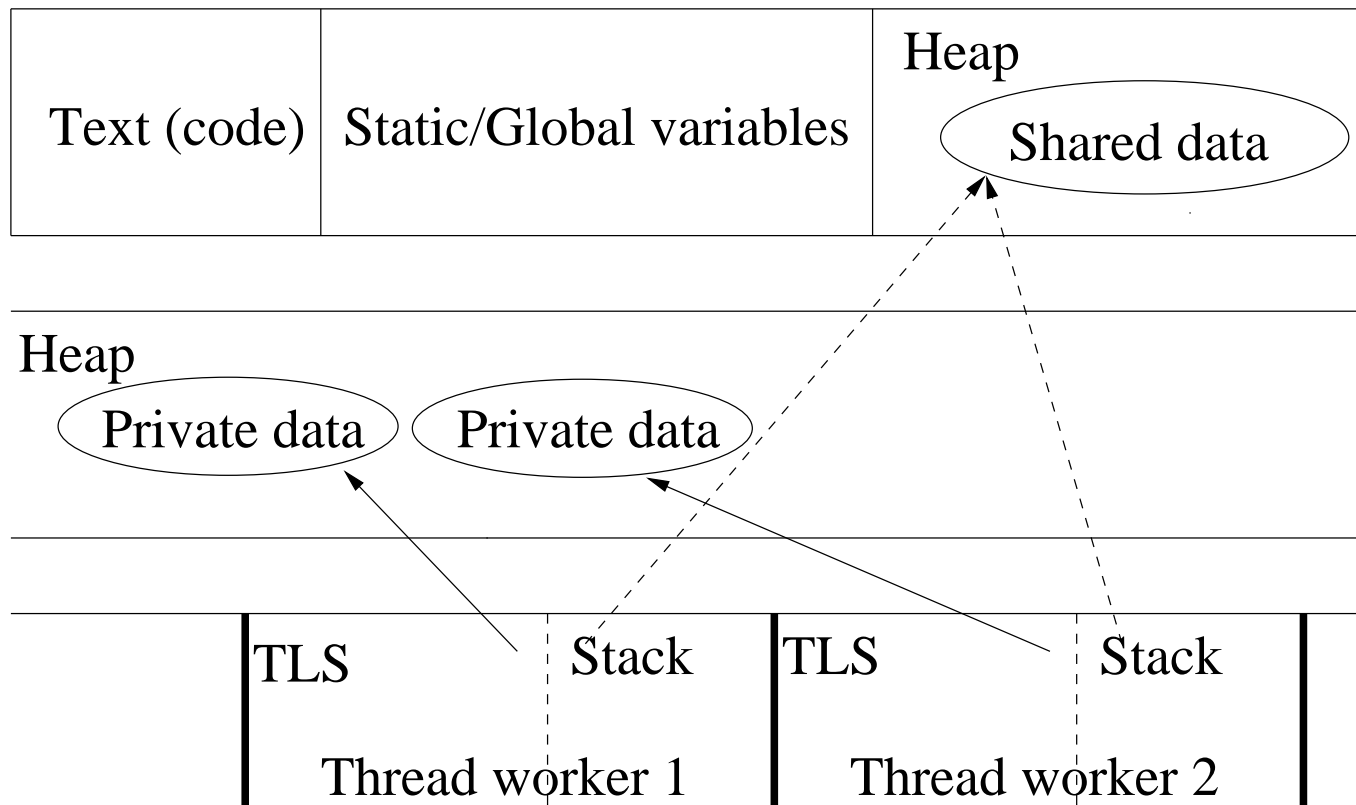 Heap
Text (code)
Static/Global variables
Shared data
Heap
Private data
Private data
TLS
Stack
TLS
Stack
Thread worker 1
Thread worker 2